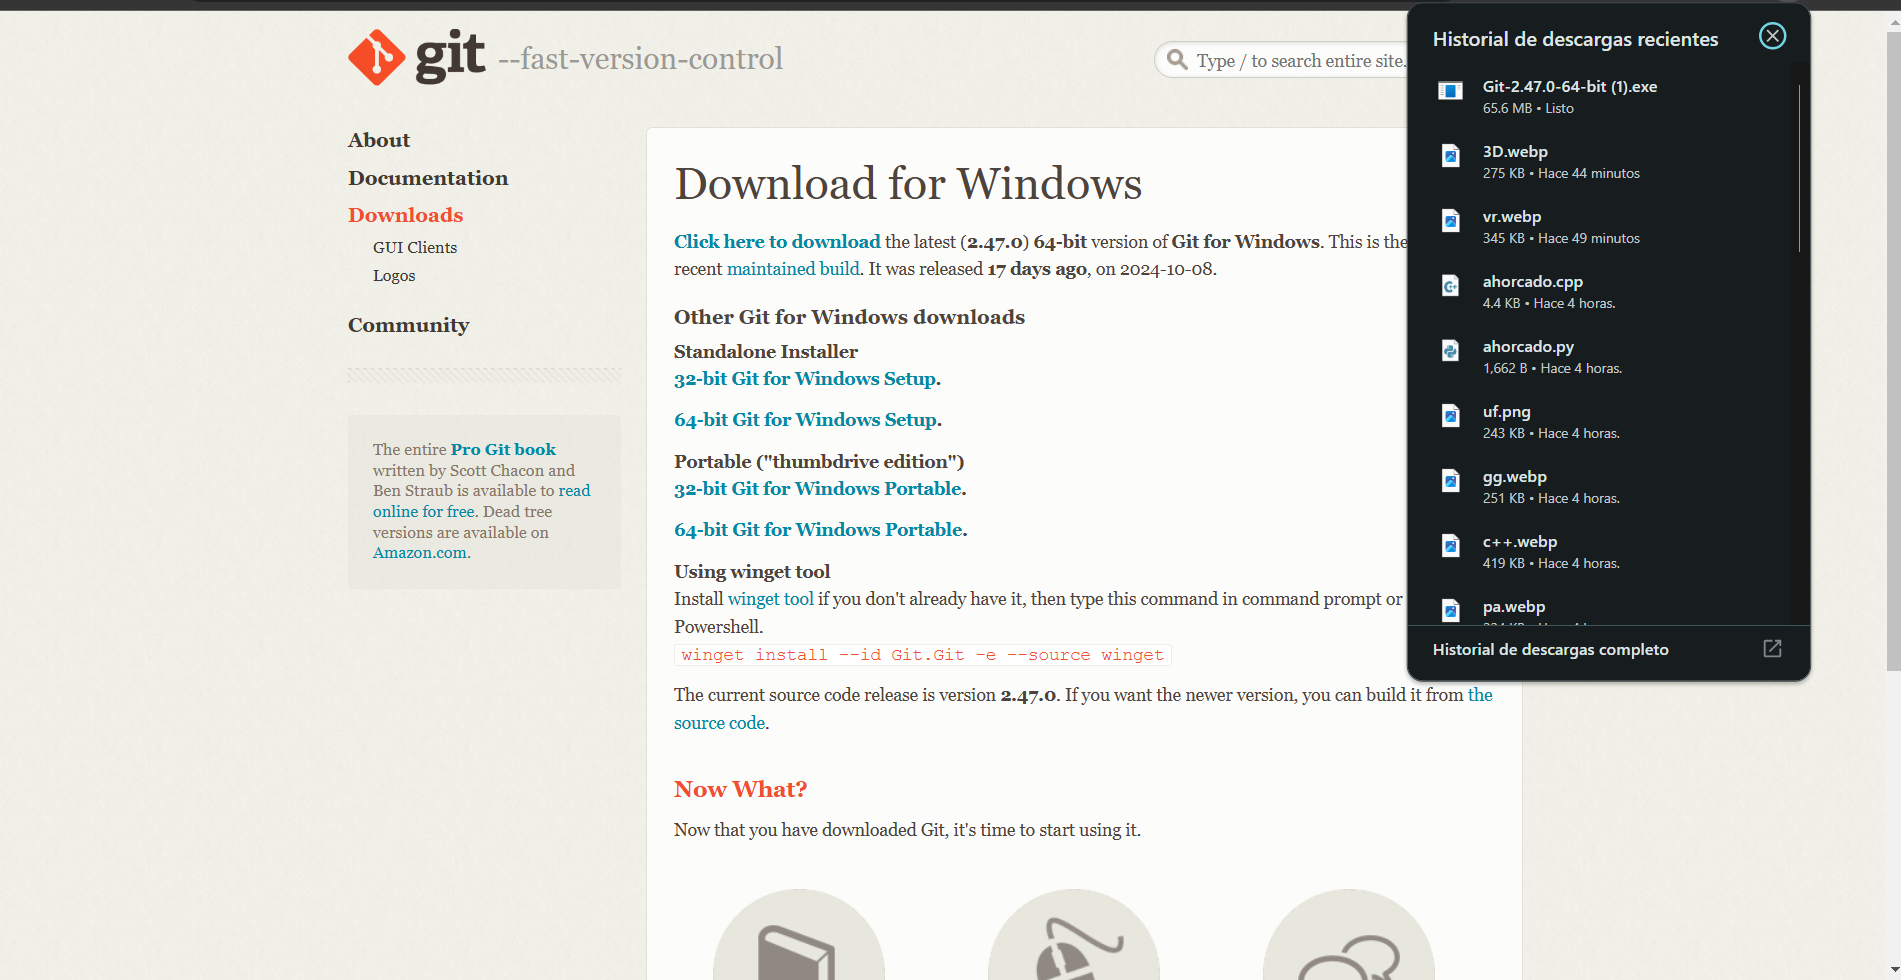 git --fast-version-control
Type / to search entire site.
About
Documentation
Downloads
GUI Clients
Logos
Community
The entire Pro Git book
written by Scott Chacon and
Ben Straub is available to read
online for free. Dead tree
versions are available on
Amazon.com.
Download for Windows
Click here to download the latest (2.47.0) 64-bit version of Git for Windows. This is the
recent maintained build. It was released 17 days ago, on 2024-10-08.
Other Git for Windows downloads
Standalone Installer
32-bit Git for Windows Setup.
64-bit Git for Windows Setup.
Portable ("thumbdrive edition")
32-bit Git for Windows Portable.
64-bit Git for Windows Portable.
Using winget tool
Install winget tool if you don't already have it, then type this command in command prompt or
Powershell.
winget install --id Git.Git -e --source winget
The current source code release is version 2.47.0. If you want the newer version, you can build it from the
source code.
Now What?
Now that you have downloaded Git, it's time to start using it.
Historial de descargas recientes
Git-2.47.0-64-bit (1).exe
65.6 MB • Listo
3D.webp
275 KB • Hace 44 minutos
vr.webp
345 KB • Hace 49 minutos
ahorcado.cpp
4.4 KB • Hace 4 horas.
ahorcado.py
1,662 B • Hace 4 horas.
uf.png
243 KB • Hace 4 horas.
gg.webp
251 KB • Hace 4 horas.
c++.webp
419 KB • Hace 4 horas.
pa.webp
Historial de descargas completo